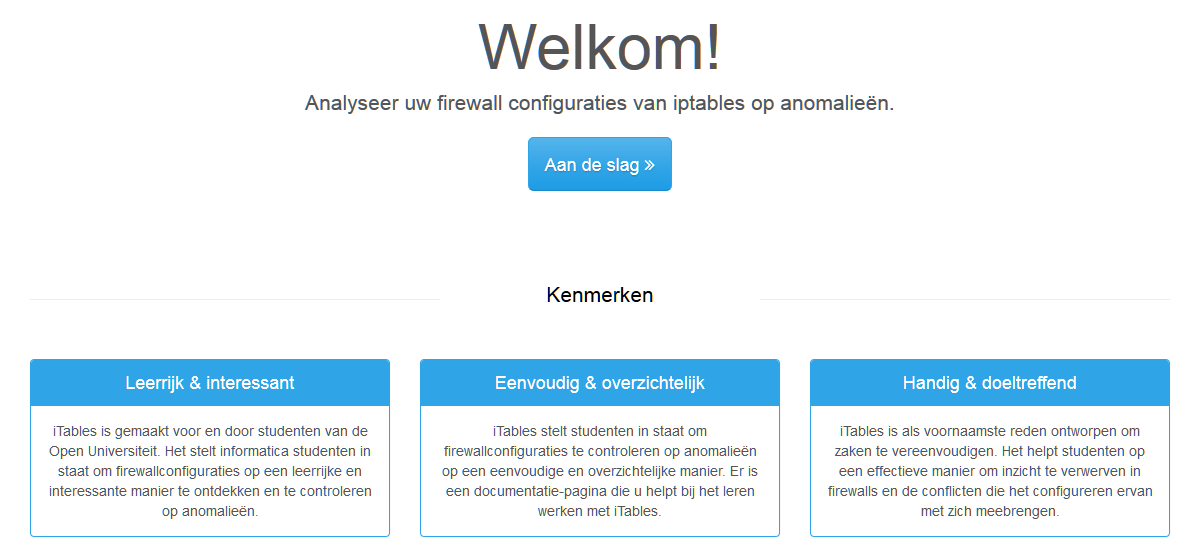 Welkom!
Analyseer uw firewall configuraties van iptables op anomalieën.
Aan de slag »
Kenmerken
Leerrijk & interessant
iTables is gemaakt voor en door studenten van de
Open Universiteit. Het stelt informatica studenten in
staat om firewallconfiguraties op een leerrijke en
interessante manier te ontdekken en te controleren
op anomalieën.
Eenvoudig & overzichtelijk
iTables stelt studenten in staat om
firewallconfiguraties te controleren op anomalieën
op een eenvoudige en overzichtelijke manier. Er is
een documentatie-pagina die u helpt bij het leren
werken met iTables.
Handig & doeltreffend
iTables is als voornaamste reden ontworpen om
zaken te vereenvoudigen. Het helpt studenten op
een effectieve manier om inzicht te verwerven in
firewalls en de conflicten die het configureren ervan
met zich meebrengen.